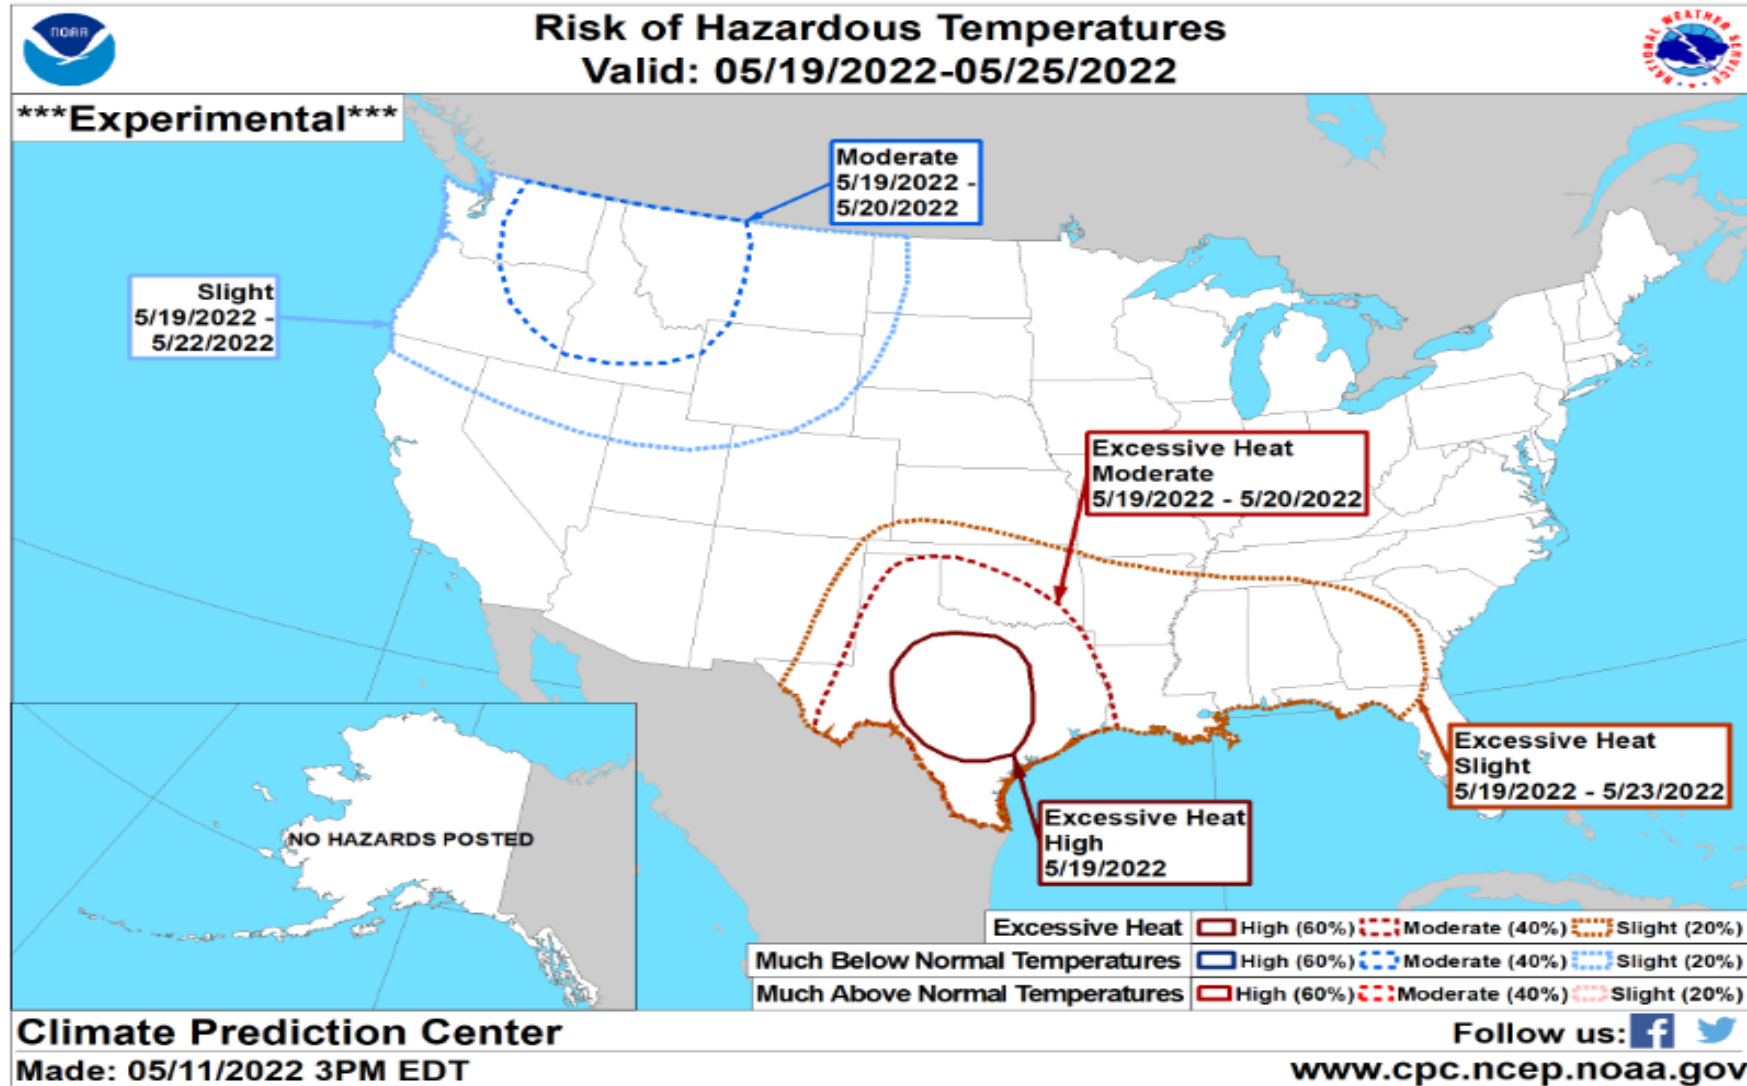 NOAA
Risk of Hazardous Temperatures
Valid: 05/19/2022-05/25/2022
NATIONAL WEATHER SERVICE
***Experimental***
Moderate
5/19/2022 -
5/20/2022
Slight
5/19/2022 -
5/22/2022
Excessive Heat
Moderate
5/19/2022 - 5/20/2022
Excessive Heat
Slight
5/19/2022 - 5/23/2022
Excessive Heat
High
5/19/2022
NO HAZARDS POSTED
Excessive Heat High (60%) Moderate (40%) Slight (20%)
Much Below Normal Temperatures High (60%) Moderate (40%) Slight (20%)
Much Above Normal Temperatures High (60%) Moderate (40%) Slight (20%)
Climate Prediction Center
Follow us:
Made: 05/11/2022 3PM EDT
www.cpc.ncep.noaa.gov